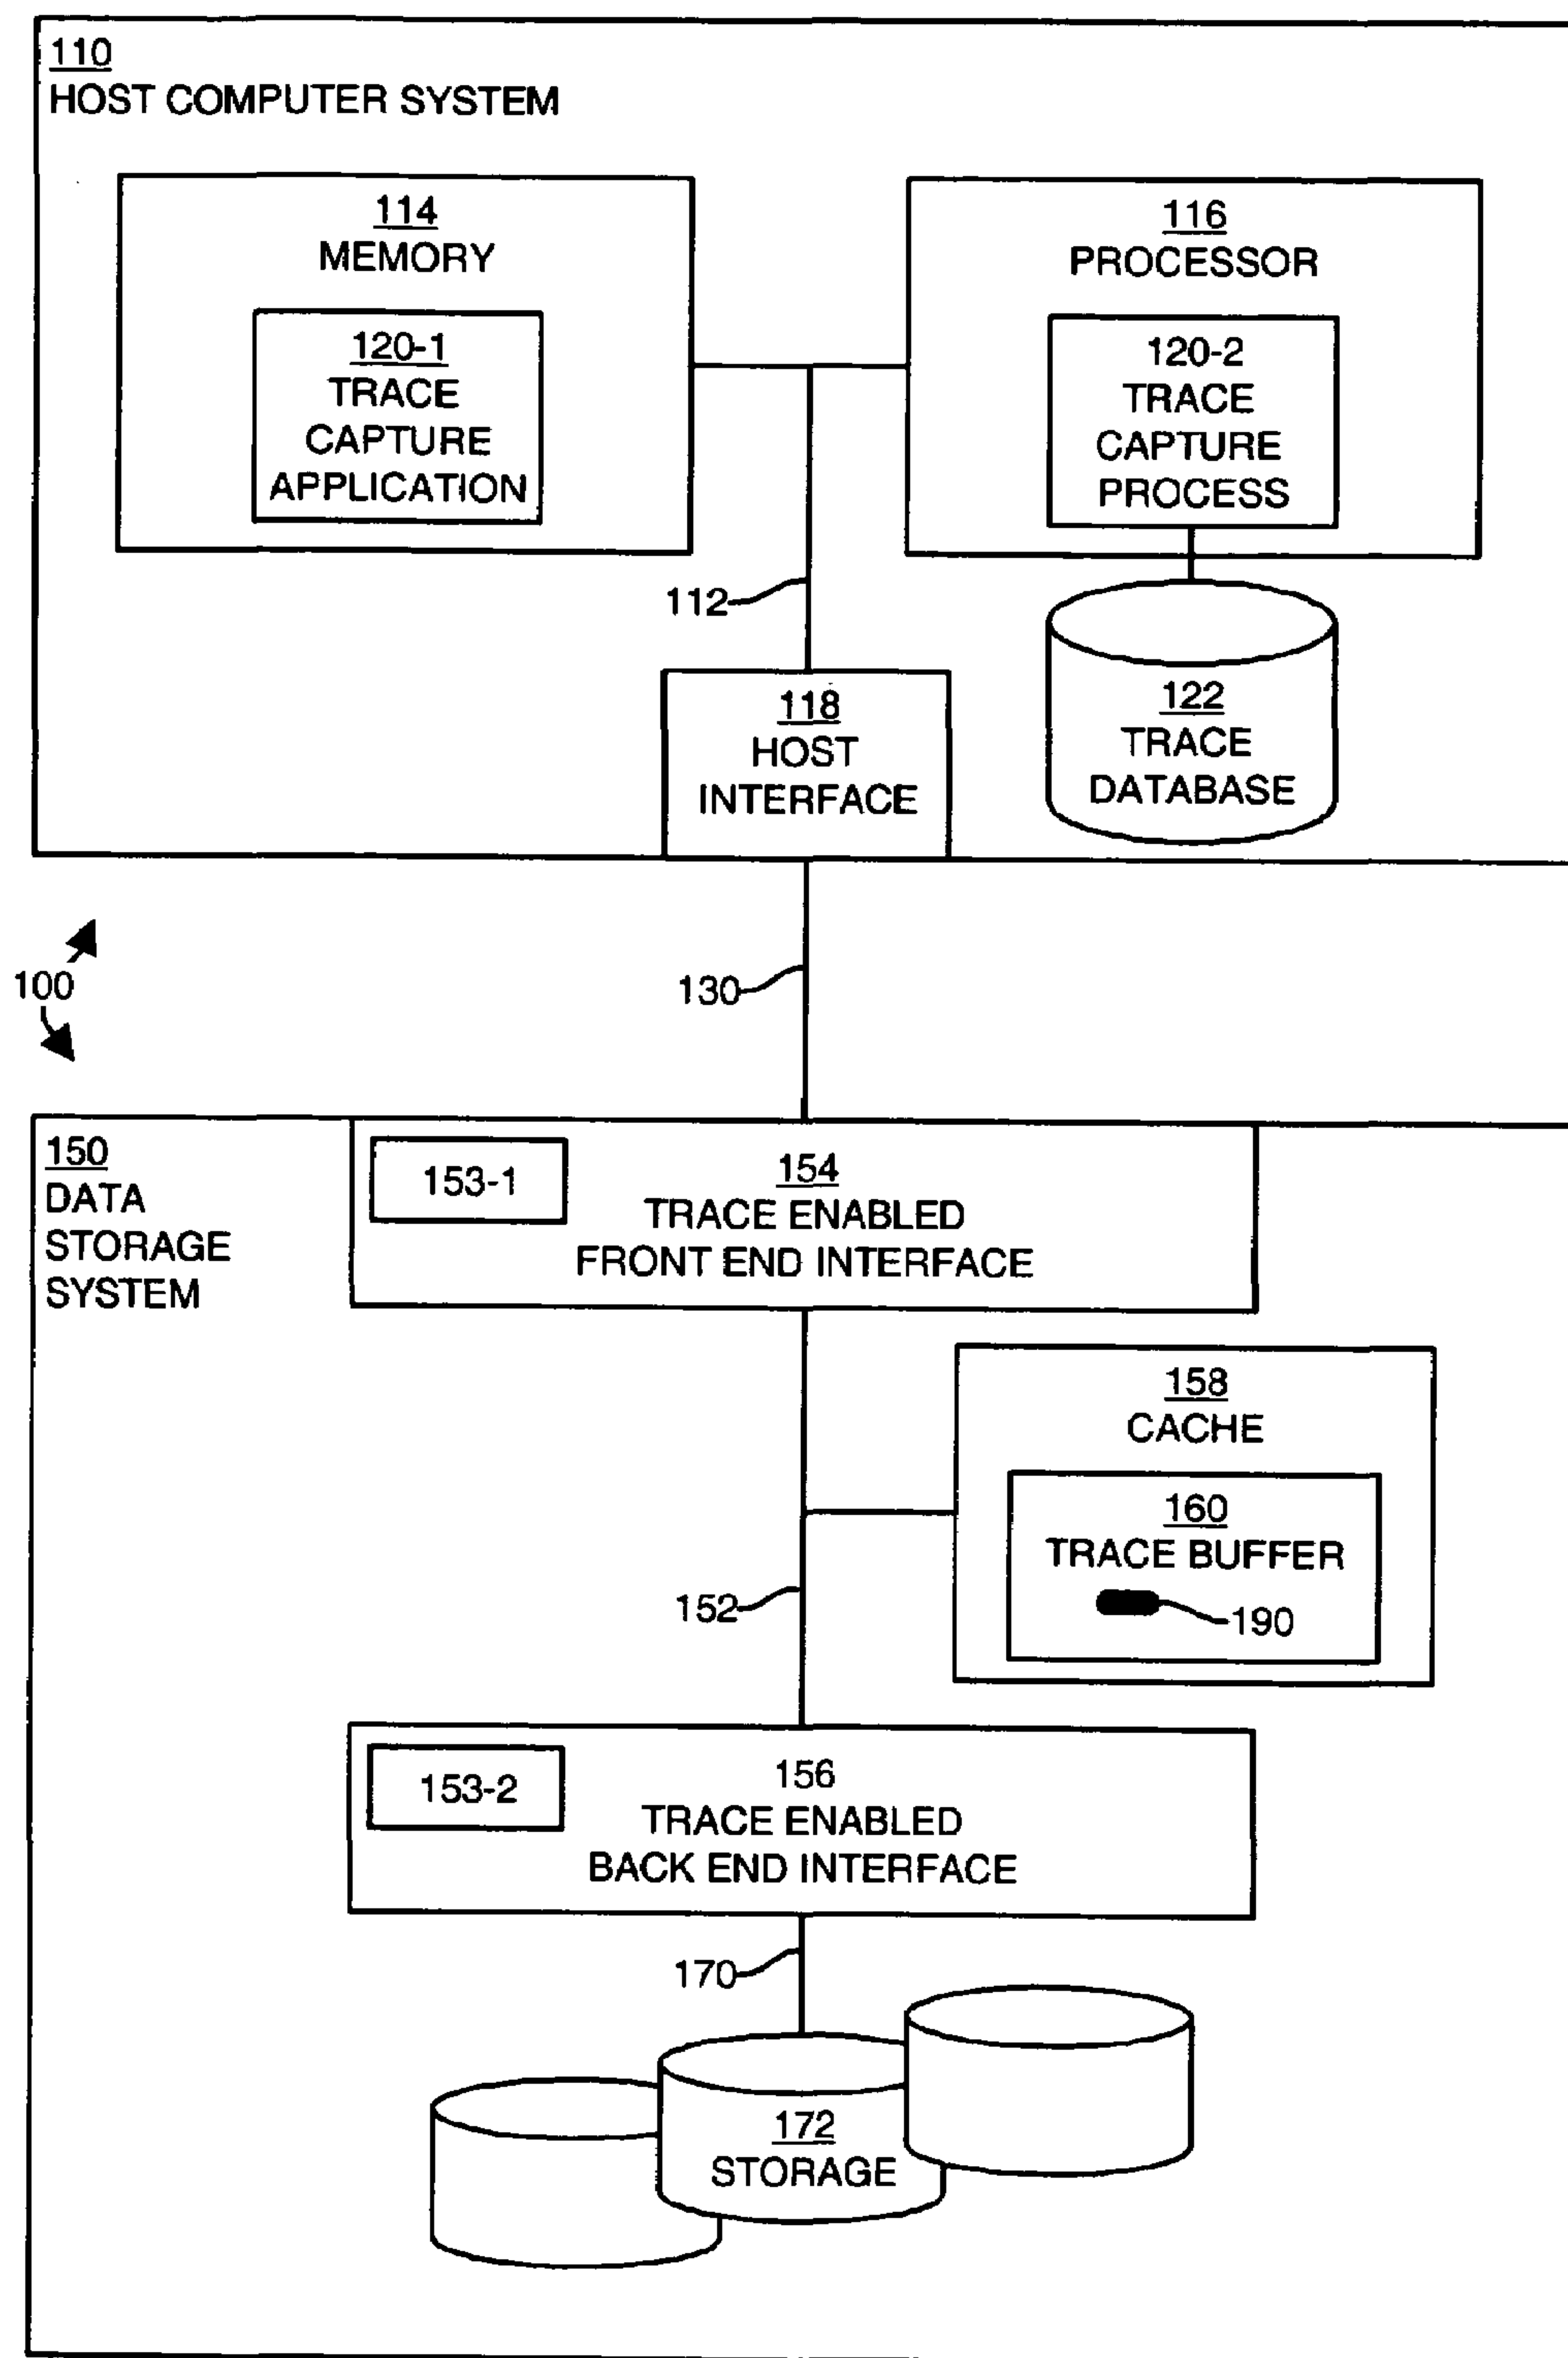 110
HOST COMPUTER SYSTEM
114
MEMORY
120-1
TRACE
CAPTURE
APPLICATION
116
PROCESSOR
120-2
TRACE
CAPTURE
PROCESS
112
118
HOST
INTERFACE
122
TRACE
DATABASE
100
130
150
DATA
STORAGE
SYSTEM
153-1
154
TRACE ENABLED
FRONT END INTERFACE
158
CACHE
160
TRACE BUFFER
190
152
153-2
156
TRACE ENABLED
BACK END INTERFACE
170
172
STORAGE